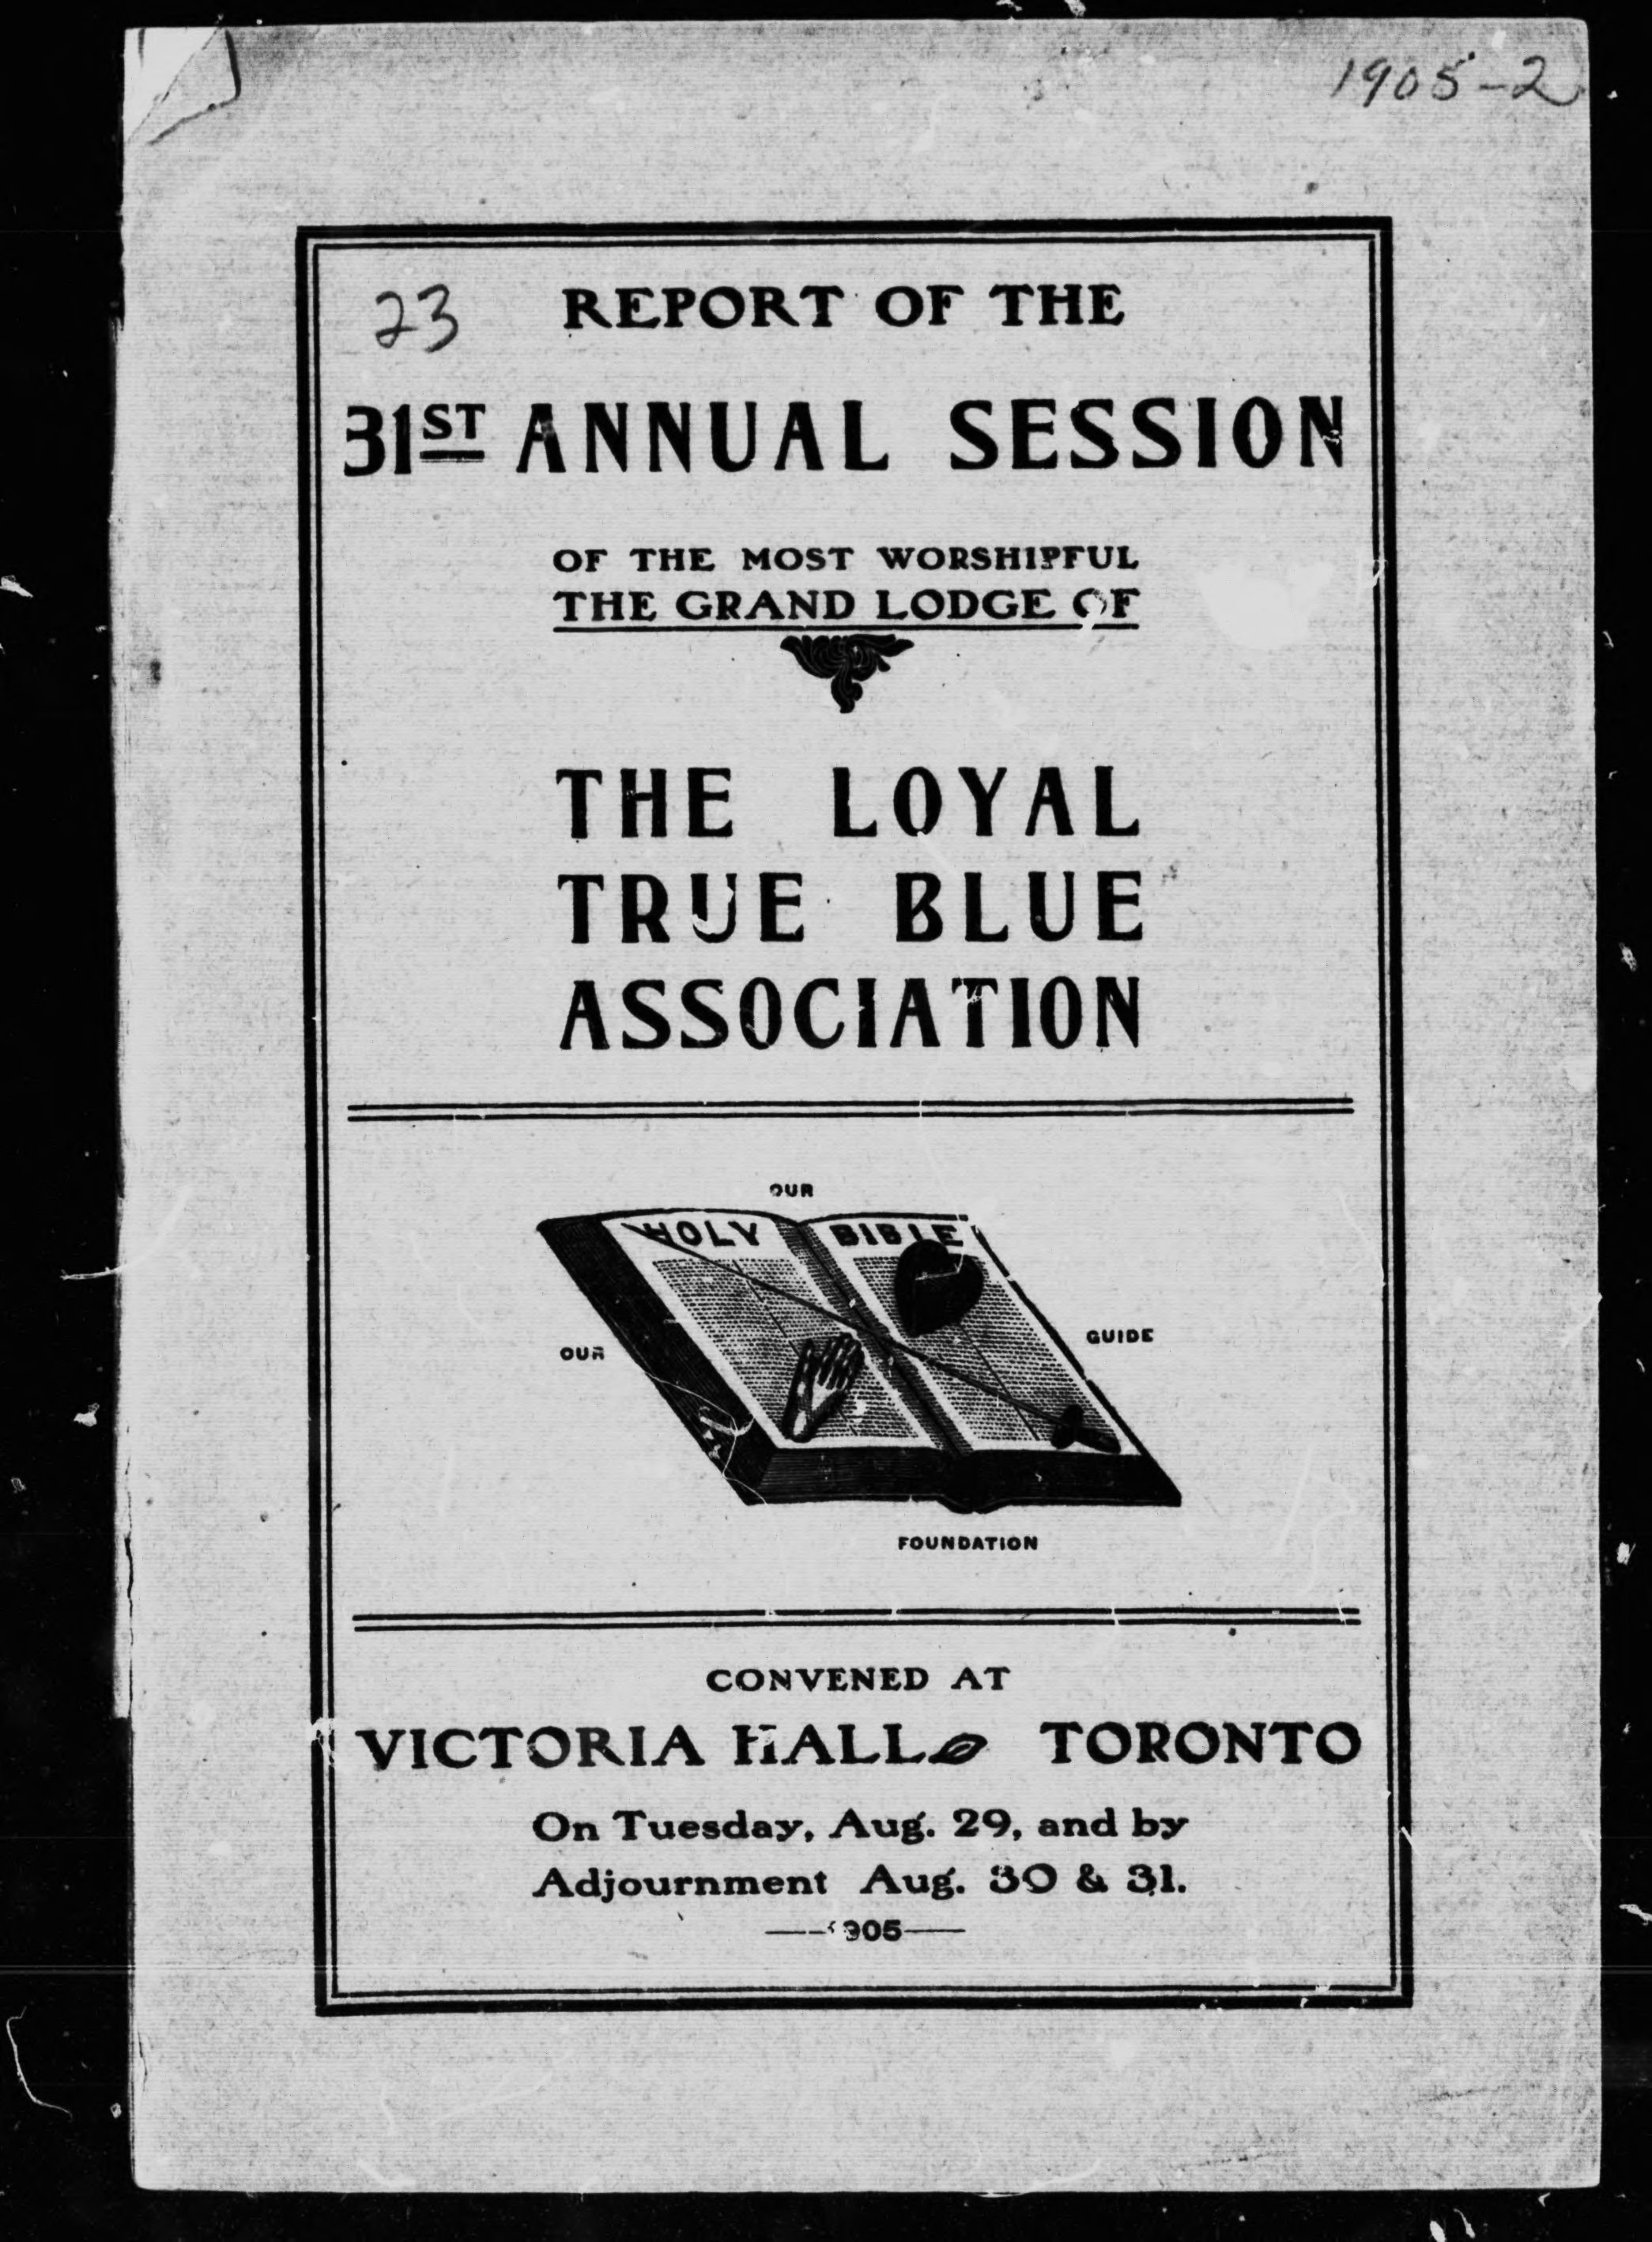 1905-2
23
REPORT OF THE
31ST ANNUAL SESSION
OF THE MOST WORSHIPFUL
THE GRAND LODGE OF
THE LOYAL
TRUE BLUE
ASSOCIATION
OUR
HOLY BIBLE
OUR
GUIDE
FOUNDATION
CONVENED AT
VICTORIA HALL TORONTO
On Tuesday, Aug. 29, and by
Adjournment Aug. 30 & 31.
—1905—